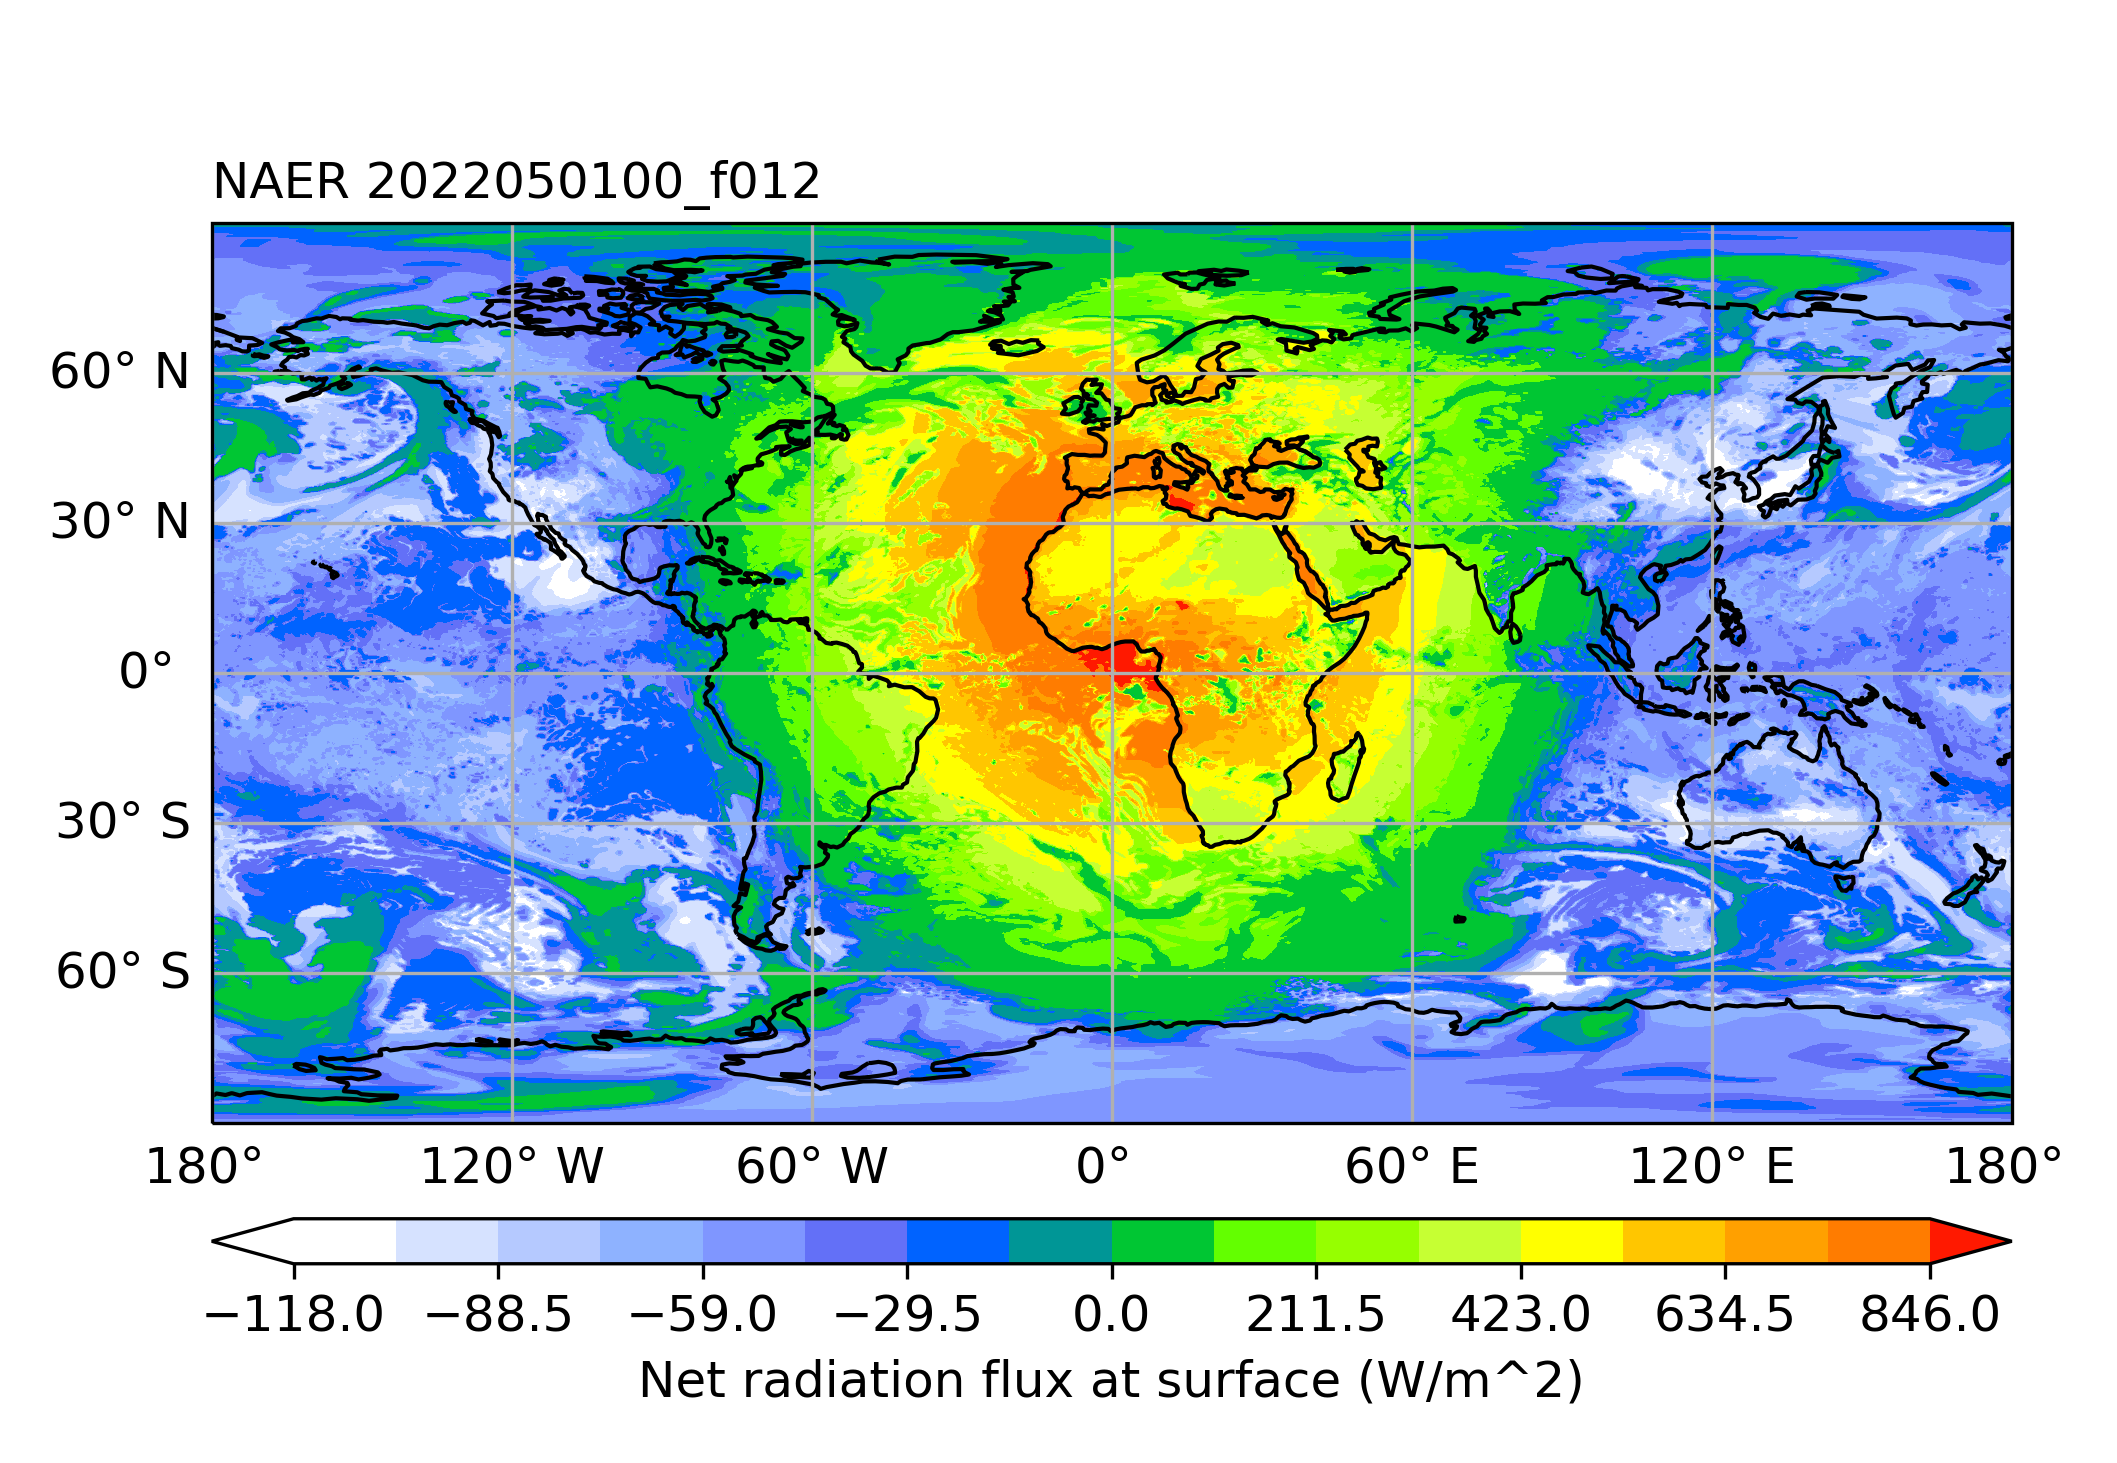 NAER 2022050100_f012
60° N
30° N
0°
30° S
60° S
180° 120° W 60° W 0° 60° E 120° E 180°
−118.0 −88.5 −59.0 −29.5 0.0 211.5 423.0 634.5 846.0
Net radiation flux at surface (W/m^2)